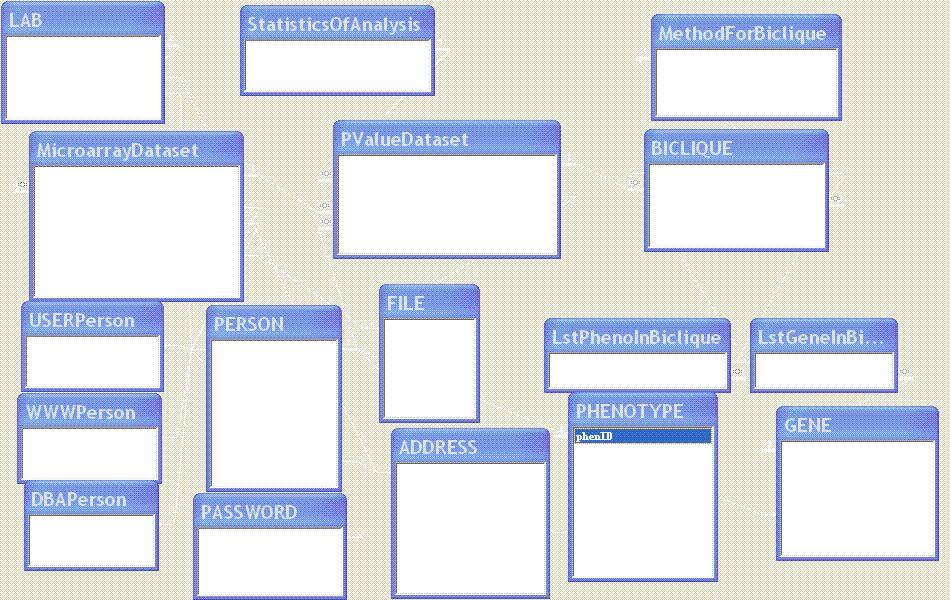 LAB
StatisticsOfAnalysis
MethodForBiclique
MicroarrayDataset
PValueDataset
BICLIQUE
USERPerson
PERSON
FILE
LstPhenoInBiclique
LstGeneInBi...
WWWPerson
ADDRESS
PHENOTYPE
phenID
GENE
DBAPerson
PASSWORD